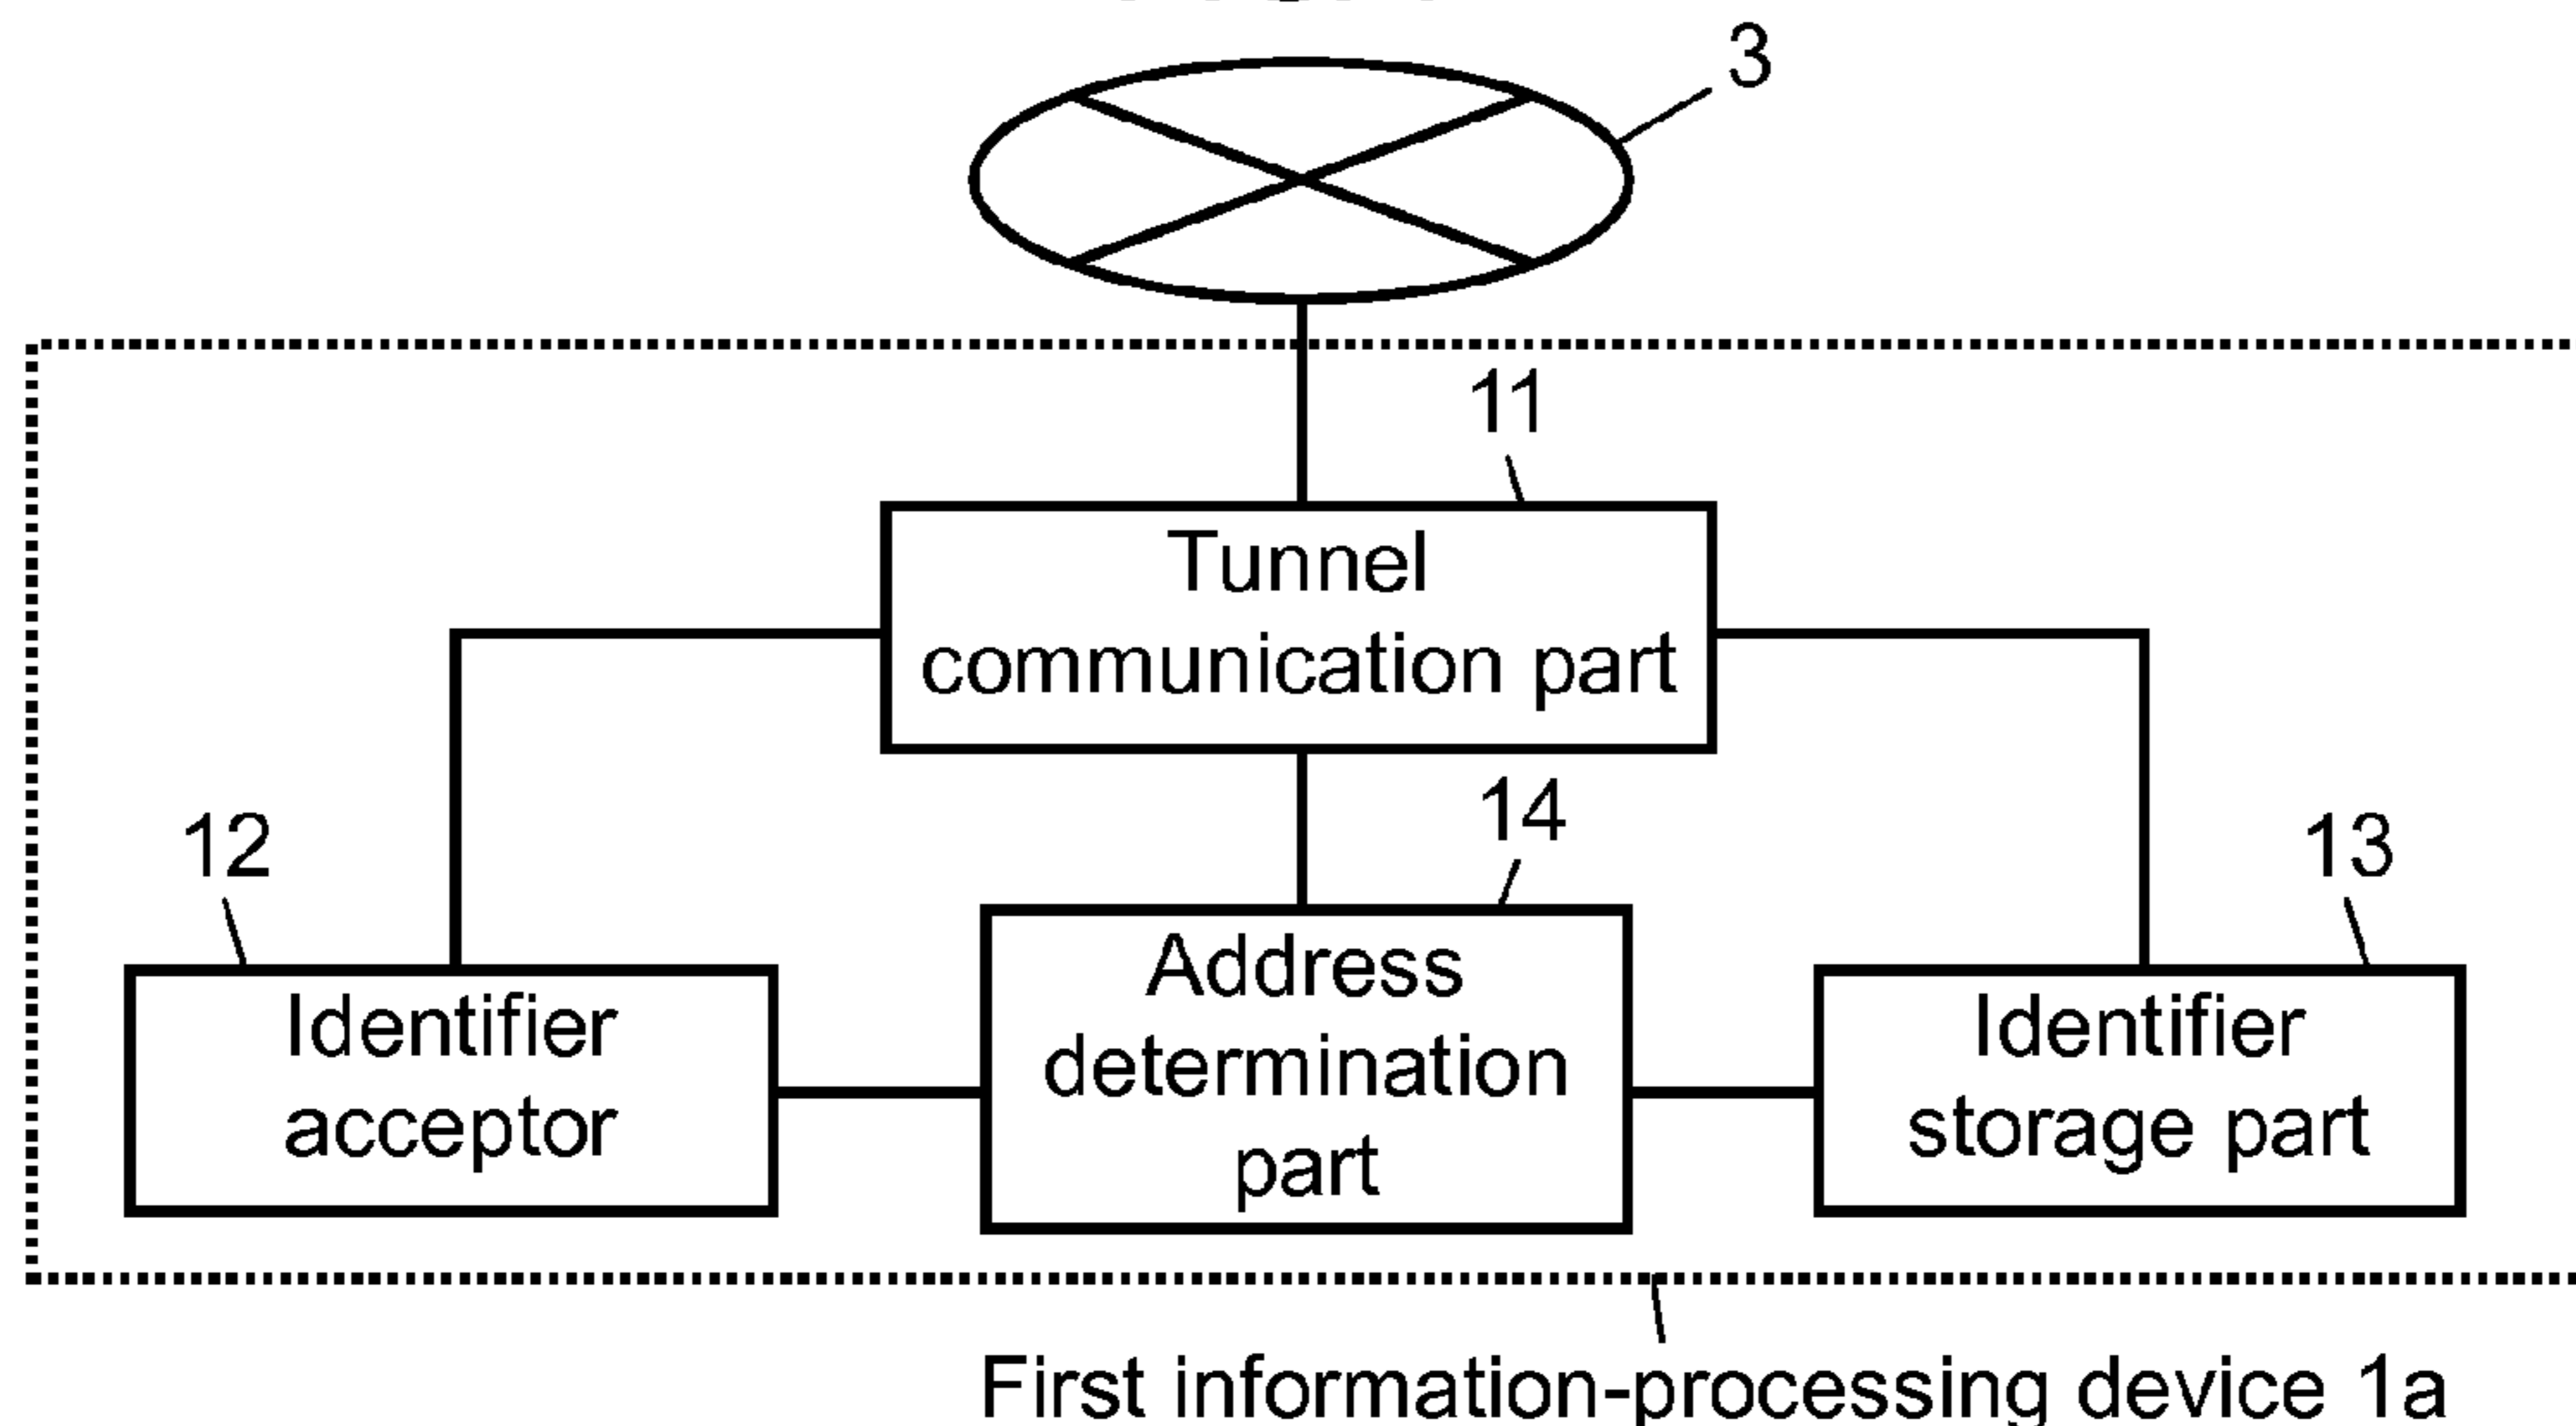 3
11
Tunnel
communication part
12
14
13
Identifier
acceptor
Address
determination
part
Identifier
storage part
First information-processing device 1a